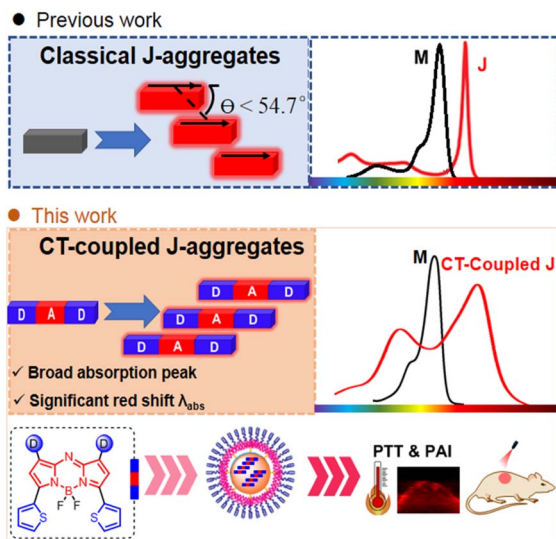 ● Previous work
Classical J-aggregates
Ө < 54.7°
M
J
● This work
CT-coupled J-aggregates
D A D
D A D
D A D
D A D
✓ Broad absorption peak
✓ Significant red shift λabs
M
CT-Coupled J
D
D
N
N
N
B
F
F
S
S
PTT & PAI